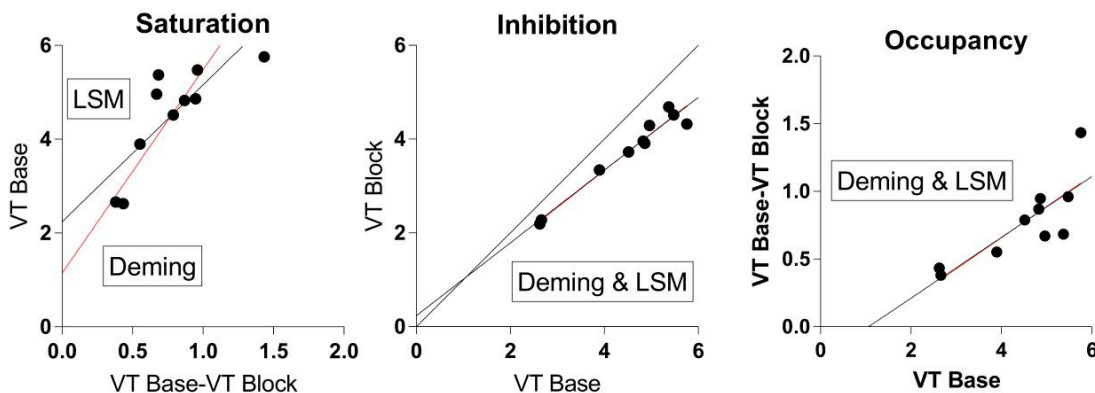 Saturation
6
4
2
0
VT Base
LSM
Deming
0.0 0.5 1.0 1.5 2.0
VT Base-VT Block
Inhibition
6
4
2
0
VT Block
Deming & LSM
0 2 4 6
VT Base
Occupancy
2.0
1.5
1.0
0.5
0.0
VT Base-VT Block
Deming & LSM
0 2 4 6
VT Base